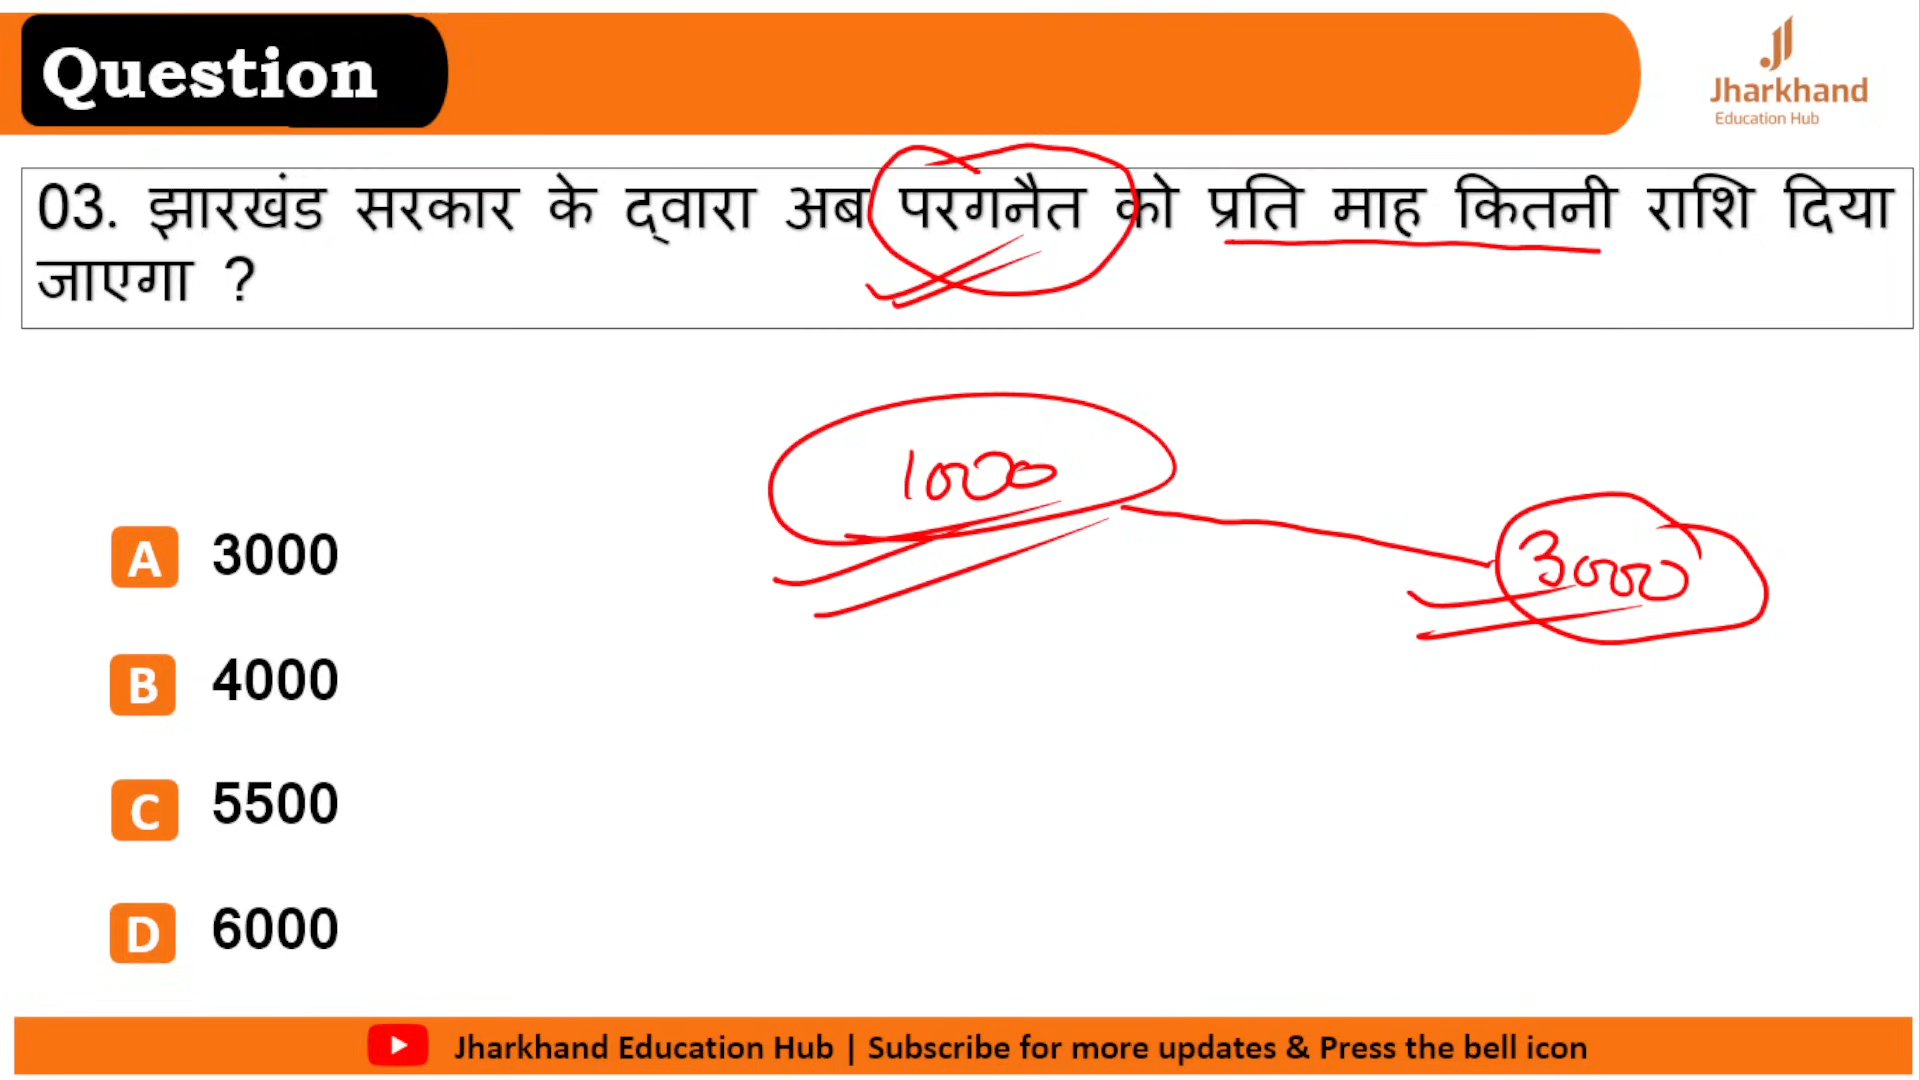 Question
Jharkhand
Education Hub
03. झारखंड सरकार के द्वारा अब परगनैत को प्रति माह कितनी राशि दिया
जाएगा ?
1000
3000
A 3000
B 4000
C 5500
D 6000
Jharkhand Education Hub | Subscribe for more updates & Press the bell icon